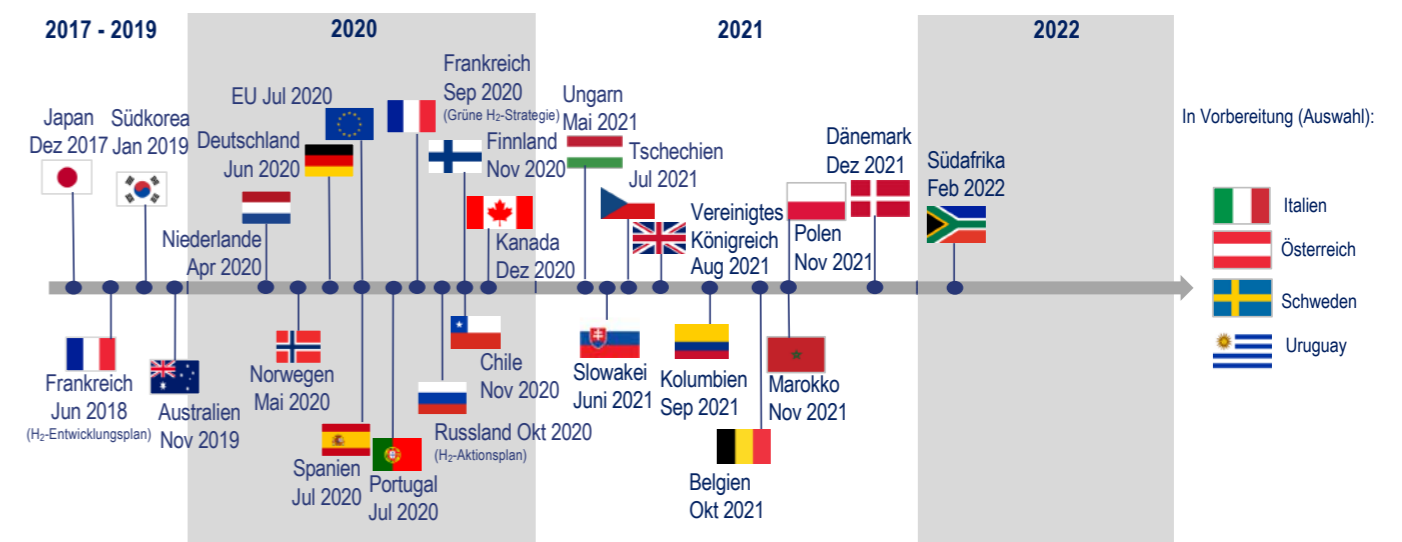 2017 - 2019
2020
2021
2022
Japan
Dez 2017
Südkorea
Jan 2019
Frankreich
Jun 2018
(H₂-Entwicklungsplan)
Australien
Nov 2019
Niederlande
Apr 2020
Norwegen
Mai 2020
Deutschland
Jun 2020
EU Jul 2020
Spanien
Jul 2020
Portugal
Jul 2020
Frankreich
Sep 2020
(Grüne H₂-Strategie)
Russland Okt 2020
(H₂-Aktionsplan)
Finnland
Nov 2020
Chile
Nov 2020
Kanada
Dez 2020
Ungarn
Mai 2021
Slowakei
Juni 2021
Tschechien
Jul 2021
Vereinigtes
Königreich
Aug 2021
Kolumbien
Sep 2021
Belgien
Okt 2021
Polen
Nov 2021
Marokko
Nov 2021
Dänemark
Dez 2021
Südafrika
Feb 2022
In Vorbereitung (Auswahl):
Italien
Österreich
Schweden
Uruguay